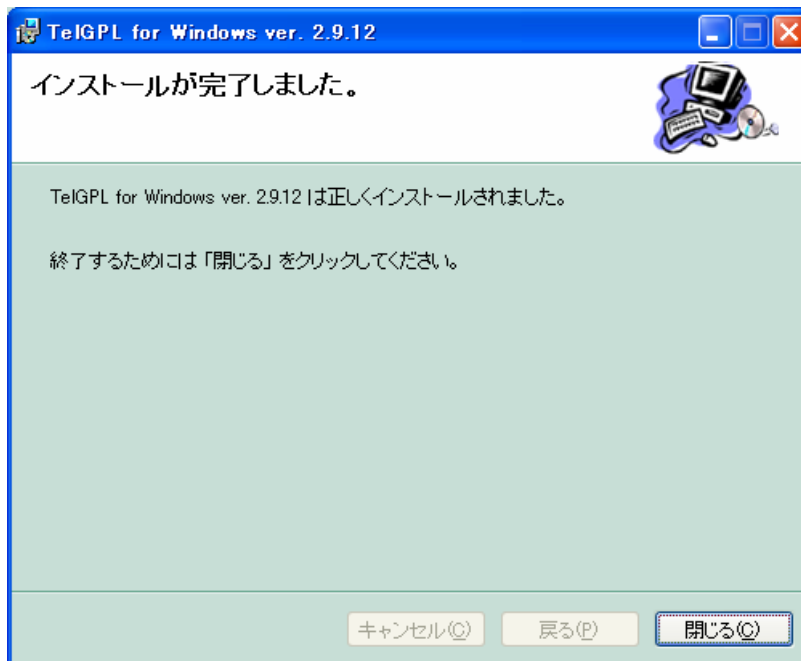 TelGPL for Windows ver. 2.9.12
インストールが完了しました。
TelGPL for Windows ver. 2.9.12 は正しくインストールされました。
終了するためには「閉じる」をクリックしてください。
キャンセル(C) 戻る(P) 閉じる(C)